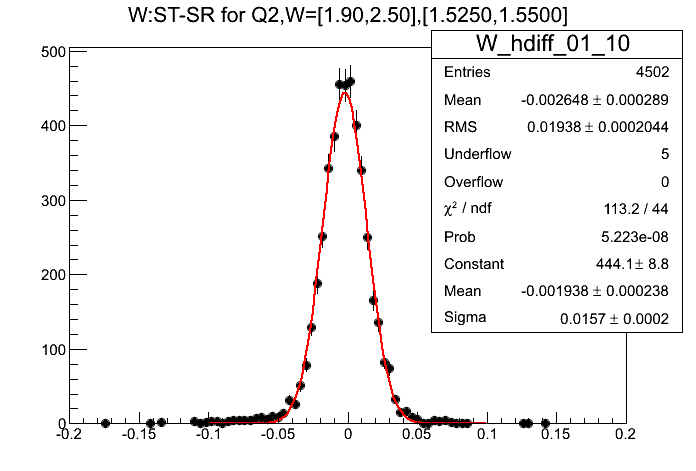 W:ST-SR for Q2,W=[1.90,2.50],[1.5250,1.5500]
W_hdiff_01_10
Entries 4502
Mean -0.002648 ± 0.000289
RMS 0.01938 ± 0.0002044
Underflow 5
Overflow 0
χ² / ndf 113.2 / 44
Prob 5.223e-08
Constant 444.1± 8.8
Mean -0.001938 ± 0.000238
Sigma 0.0157 ± 0.0002
500
400
300
200
100
0
-0.2 -0.15 -0.1 -0.05 0 0.05 0.1 0.15 0.2